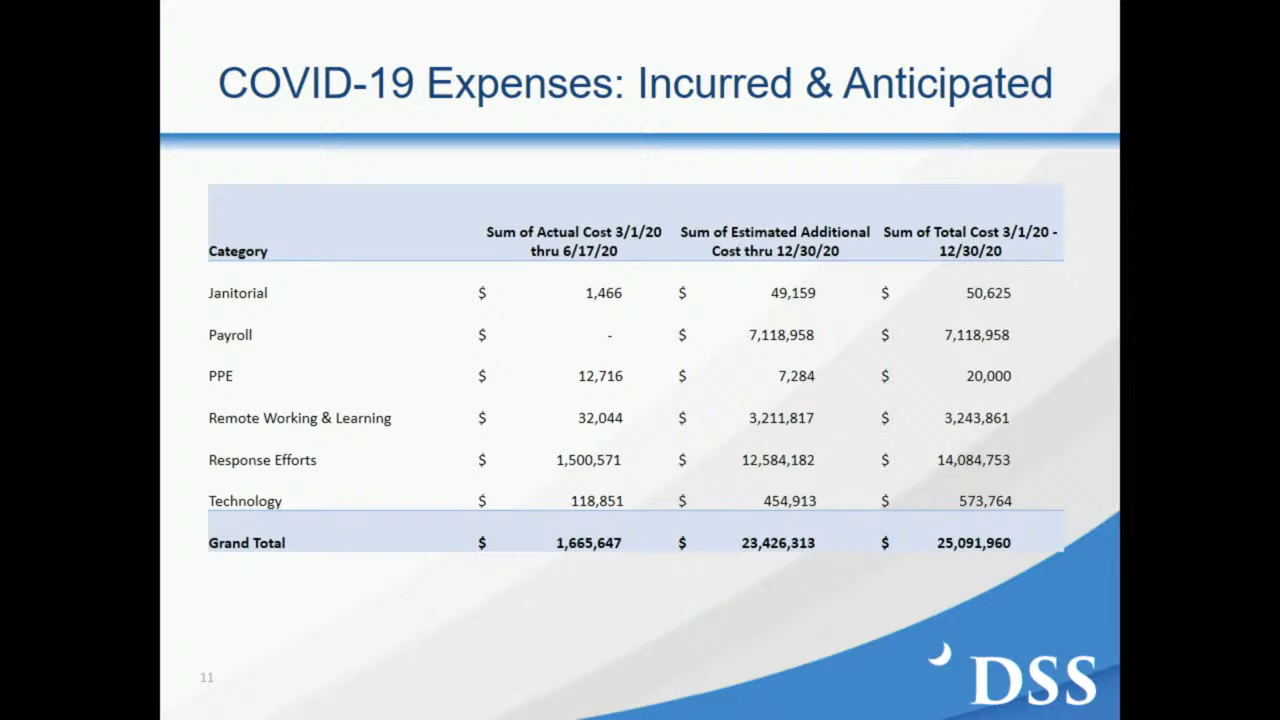 COVID-19 Expenses: Incurred & Anticipated
Sum of Actual Cost 3/1/20 Sum of Estimated Additional Sum of Total Cost 3/1/20 -
Category thru 6/17/20 Cost thru 12/30/20 12/30/20
Janitorial $ 1,466 $ 49,159 $ 50,625
Payroll $ - $ 7,118,958 $ 7,118,958
PPE $ 12,716 $ 7,284 $ 20,000
Remote Working & Learning $ 32,044 $ 3,211,817 $ 3,243,861
Response Efforts $ 1,500,571 $ 12,584,182 $ 14,084,753
Technology $ 118,851 $ 454,913 $ 573,764
Grand Total $ 1,665,647 $ 23,426,313 $ 25,091,960
11
DSS